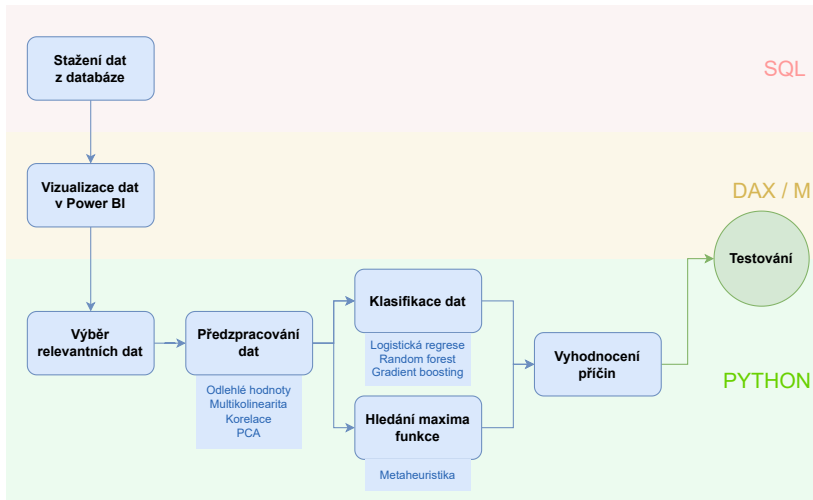 Stažení dat
z databáze
SQL
Vizualizace dat
v Power BI
DAX / M
Testování
Výběr
relevantních dat
Předzpracování
dat
Odlehlé hodnoty
Multikolinearita
Korelace
PCA
Klasifikace dat
Logistická regrese
Random forest
Gradient boosting
Hledání maxima
funkce
Metaheuristika
Vyhodnocení
příčin
PYTHON